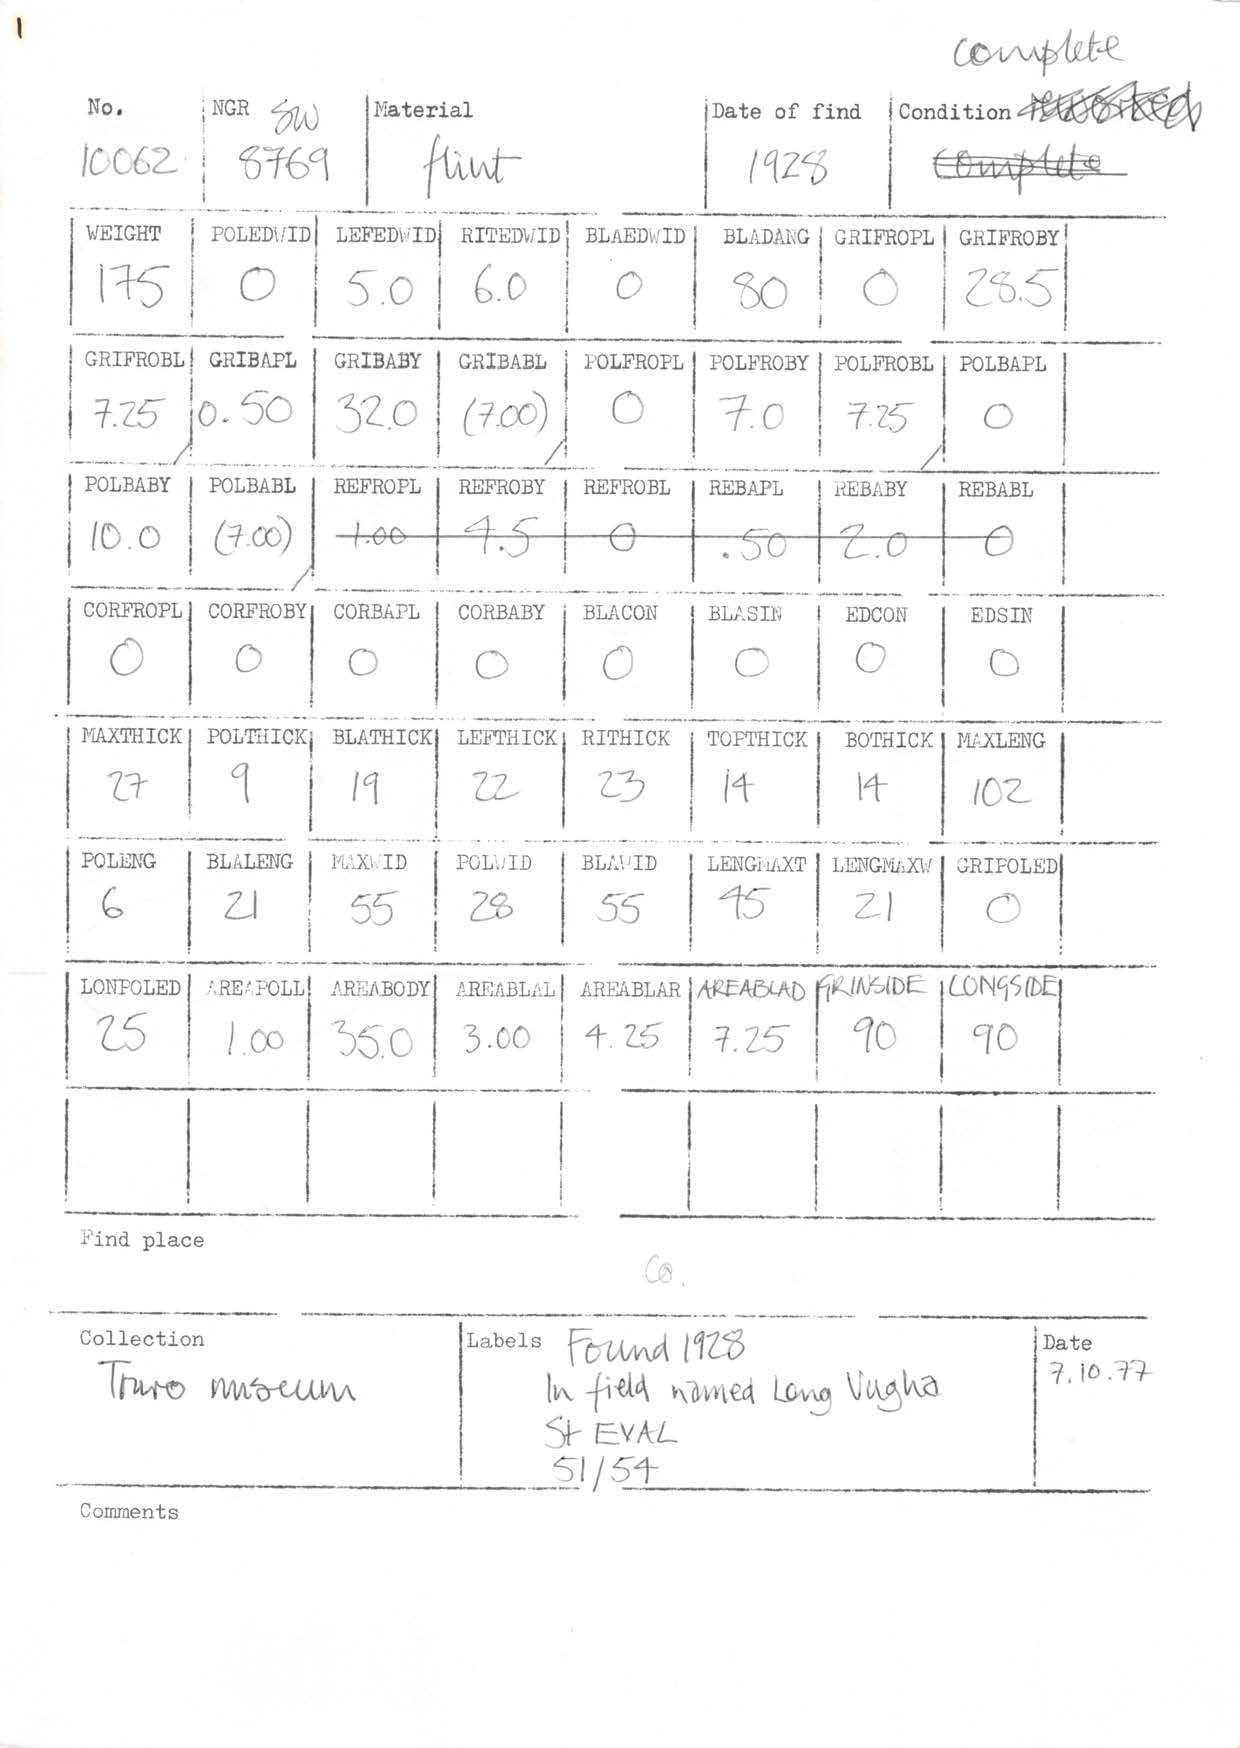 1
complete
No. NGR SW Material Date of find Condition reworked
10062 8769 flint 1928 complete
WEIGHT POLEDWID LEFEDWID RITEDWID BLAEDWID BLADANG GRIFROPL GRIFROBY
175 0 5.0 6.0 0 80 0 28.5
GRIFROBL GRIBAPL GRIBABY GRIBABL POLFROPL POLFROBY POLFROBL POLBAPL
7.25 0.50 32.0 (7.00) 0 7.0 7.25 0
POLBABY POLBABL REFROPL REFROBY REFROBL REBAPL REBABY REBABL
10.0 (7.00) 1.00 4.5 0 .50 2.0 0
CORFROPL CORFROBY CORBAPL CORBABY BLACON BLASIN EDCON EDSIN
0 0 0 0 0 0 0 0
MAXTHICK POLTHICK BLATHICK LEFTHICK RITHICK TOPTHICK BOTHICK MAXLENG
27 9 19 22 23 14 14 102
POLENG BLALENG MAXWID POLWID BLAWID LENGMAXT LENGMAXW GRIPOLED
6 21 55 28 55 45 21 0
LONPOLED AREAPOLL AREABODY AREABLAL AREABLAR AREABLAD GRINSIDE LONGSIDE
25 1.00 35.0 3.00 4.25 7.25 90 90
Find place
Co.
Collection Labels Found 1928 Date
Truro museum In field named Long Vugha 7.10.77
St EVAL
51/54
Comments